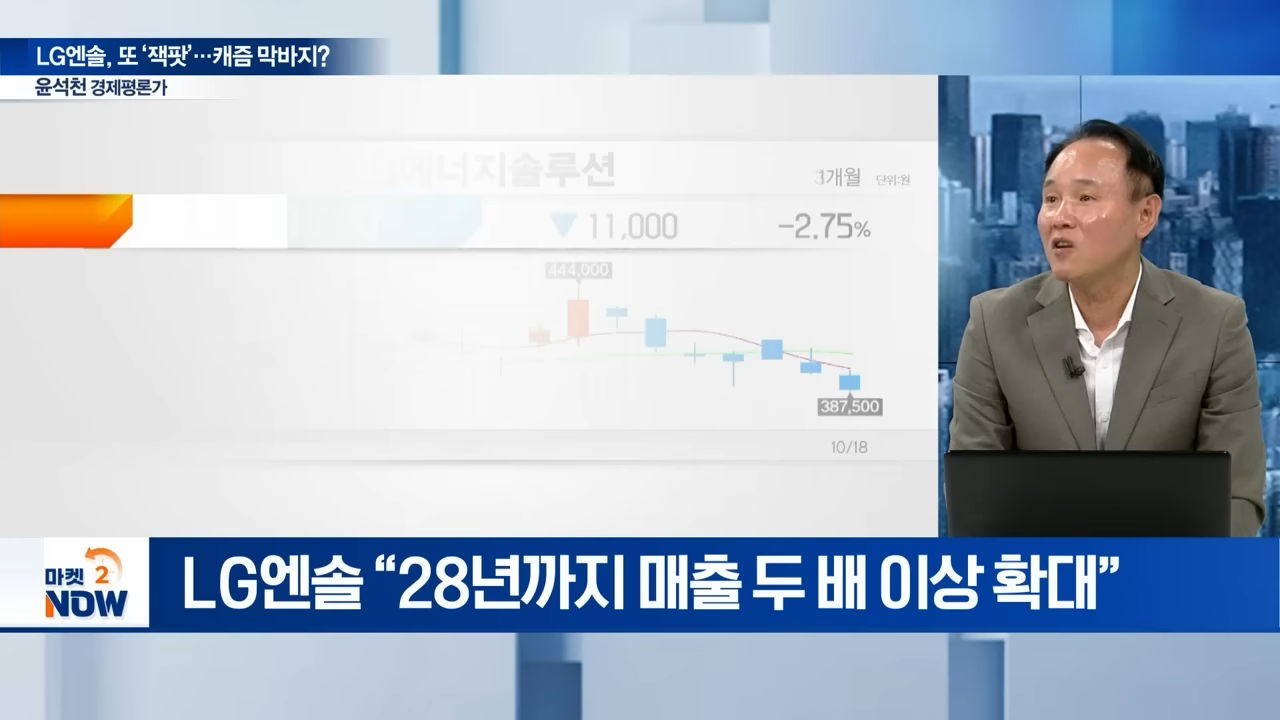 LG엔솔, 또 ‘잭팟’…캐즘 막바지?
윤석천 경제평론가
에너지솔루션
3개월 단위:원
▼ 11,000 -2.75%
444,000
387,500
10/18
마켓 2
NOW
LG엔솔 “28년까지 매출 두 배 이상 확대”